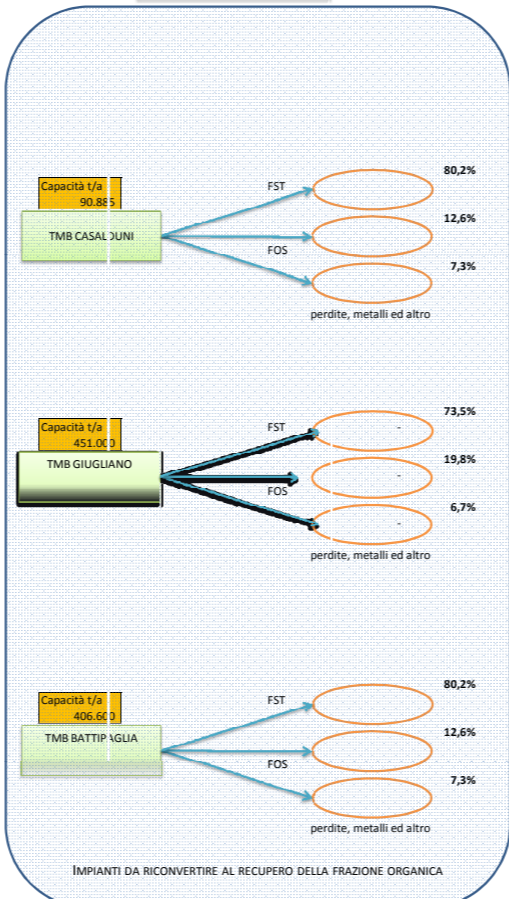 80,2%
Capacità t/a
90.885
FST
TMB CASALDUNI
12,6%
FOS
7,3%
perdite, metalli ed altro
73,5%
Capacità t/a
451.000
FST
-
TMB GIUGLIANO
19,8%
-
FOS
6,7%
-
perdite, metalli ed altro
80,2%
Capacità t/a
406.600
FST
TMB BATTIPAGLIA
12,6%
FOS
7,3%
perdite, metalli ed altro
IMPIANTI DA RICONVERTIRE AL RECUPERO DELLA FRAZIONE ORGANICA